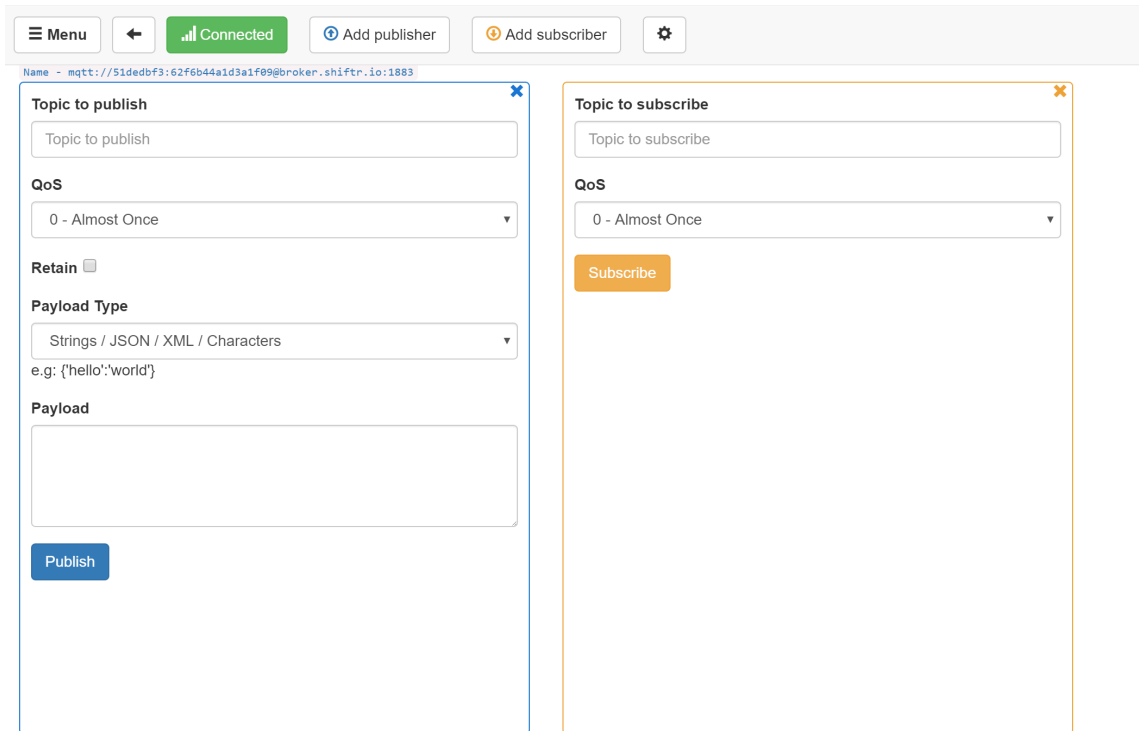 Menu
Connected
Add publisher
Add subscriber
Name - mqtt://51dedbf3:62f6b44a1d3a1f09@broker.shiftr.io:1883
Topic to publish
Topic to publish
QoS
0 - Almost Once
Retain
Payload Type
Strings / JSON / XML / Characters
e.g: {'hello':'world'}
Payload
Publish
Topic to subscribe
Topic to subscribe
QoS
0 - Almost Once
Subscribe